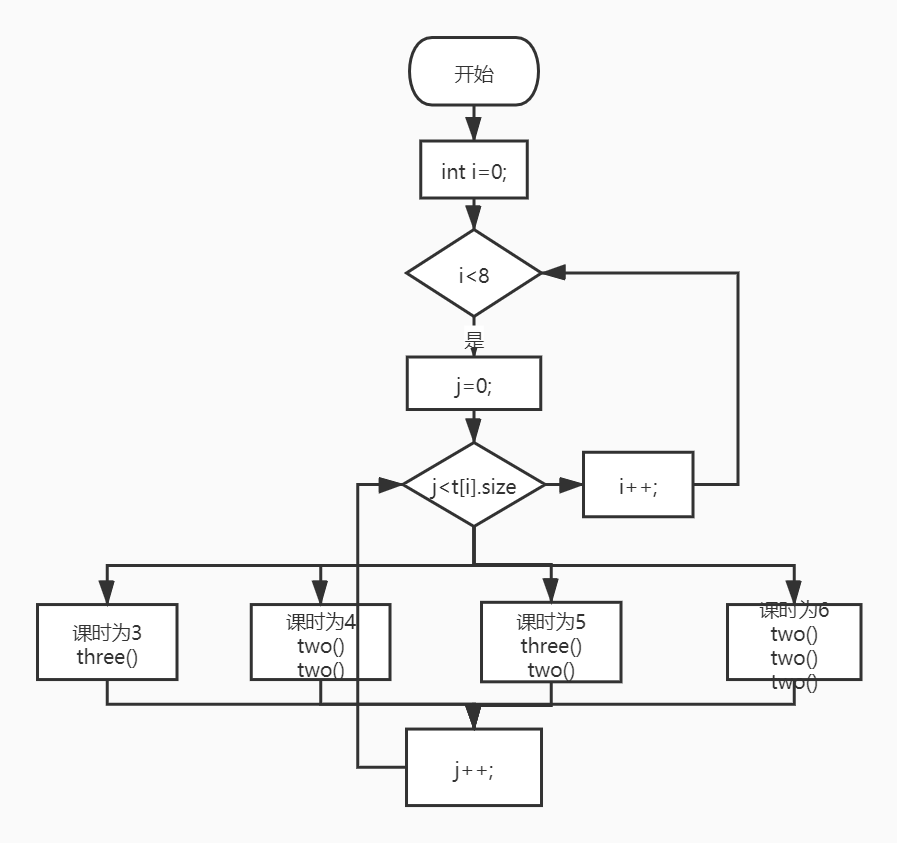 开始
int i=0;
i<8
是
j=0;
j<t[i].size
i++;
课时为3
three()
课时为4
two()
two()
课时为5
three()
two()
课时为6
two()
two()
two()
j++;